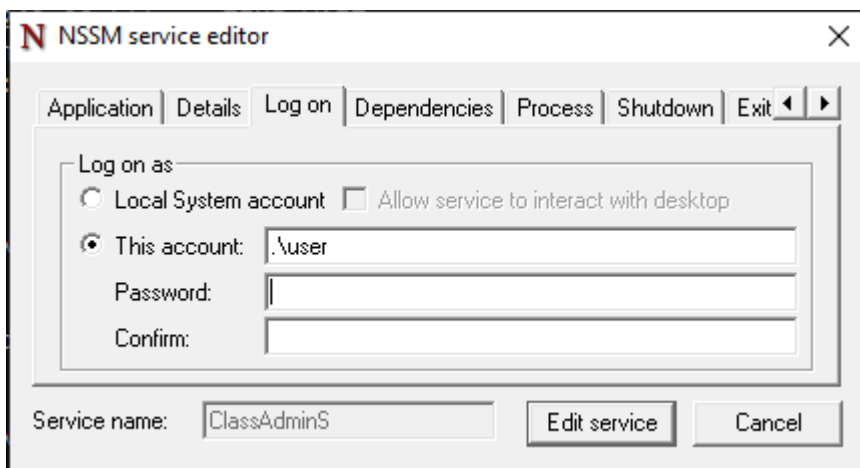 N NSSM service editor
Application Details Log on Dependencies Process Shutdown Exit
Log on as
Local System account Allow service to interact with desktop
This account: .\user
Password:
Confirm:
Service name: ClassAdminS Edit service Cancel